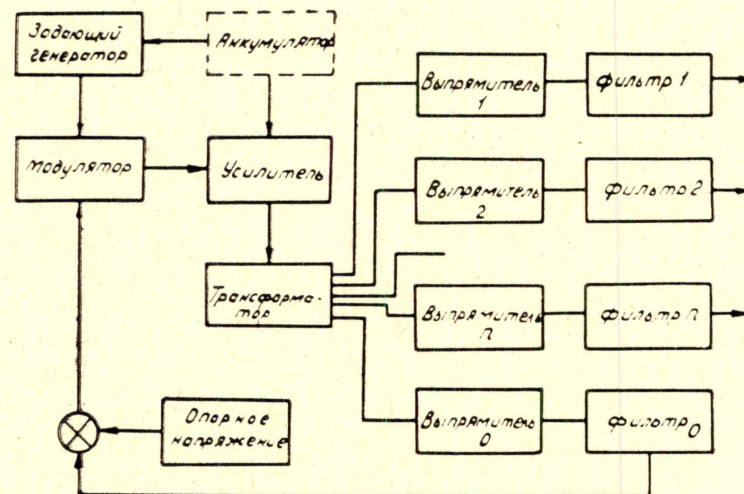 Задающий
генератор
Аккумулятор
Выпрямитель
1
Фильтр 1
Модулятор
Усилитель
Выпрямитель
2
Фильтр 2
Трансформа-
тор
Выпрямитель
п
Фильтр п
Опорное
напряжение
Выпрямитель
0
Фильтр 0